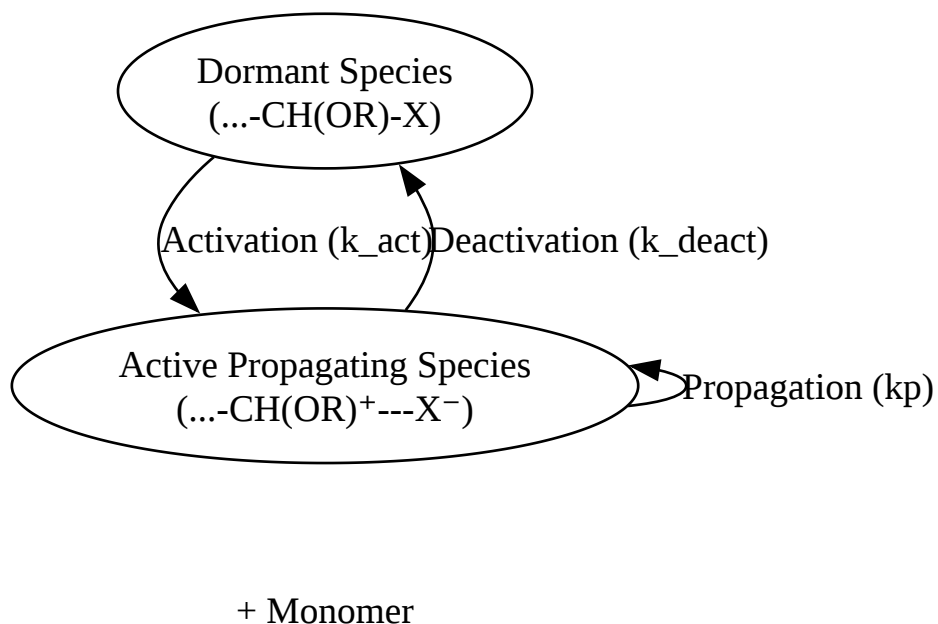 Dormant Species
(...-CH(OR)-X)
Activation (k_act)
Deactivation (k_deact)
Active Propagating Species
(...-CH(OR)⁺---X⁻)
Propagation (kp)
+ Monomer